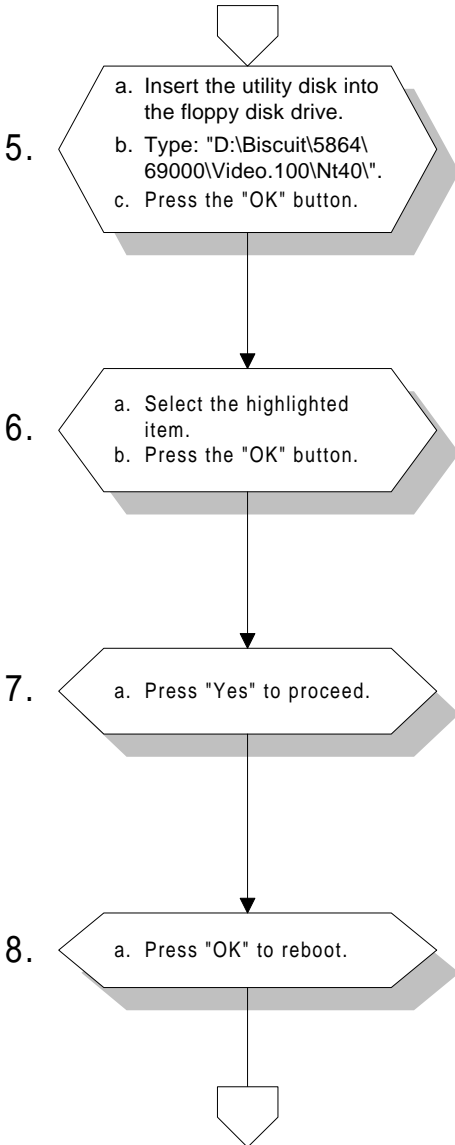 5.
a. Insert the utility disk into
the floppy disk drive.
b. Type: "D:\Biscuit\5864\
69000\Video.100\Nt40\".
c. Press the "OK" button.
6.
a. Select the highlighted
item.
b. Press the "OK" button.
7.
a. Press "Yes" to proceed.
8.
a. Press "OK" to reboot.